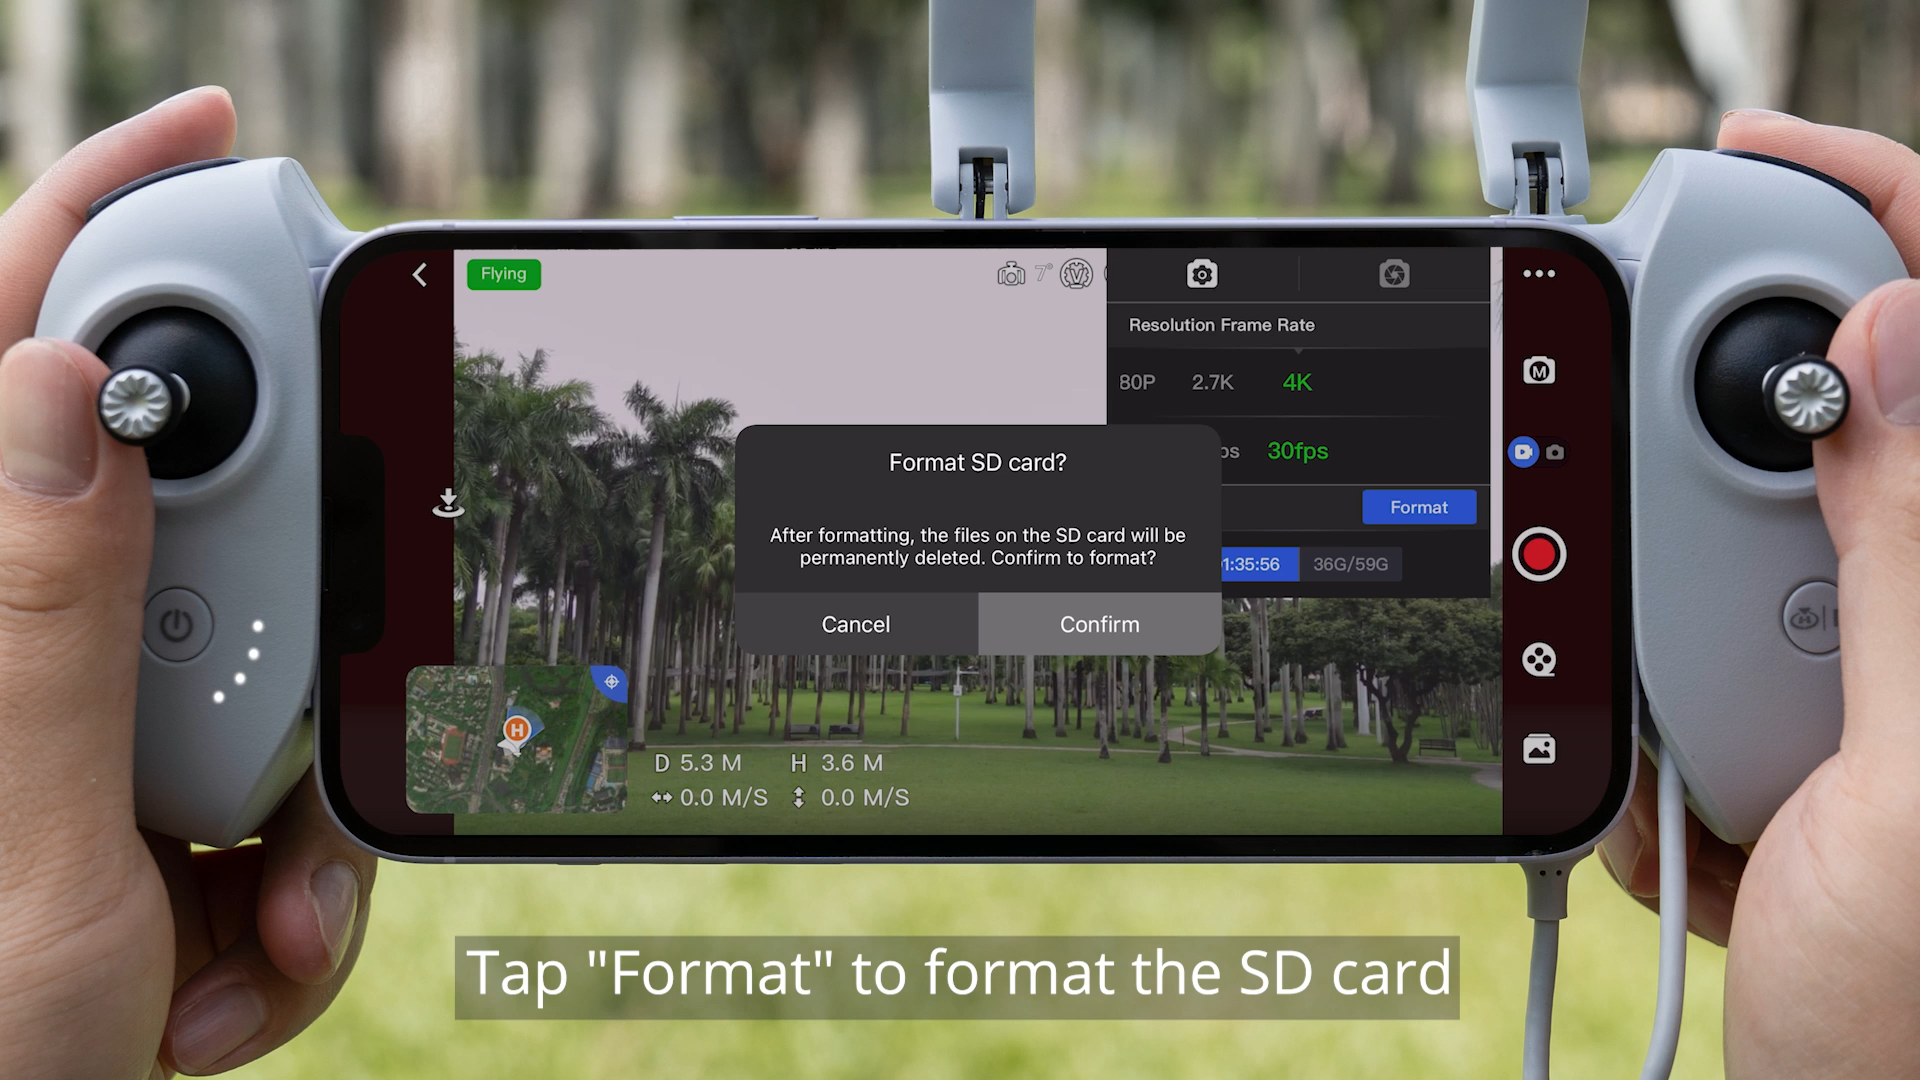 Flying
7°
Resolution Frame Rate
80P 2.7K 4K
ps 30fps
Format
1:35:56 36G/59G
Format SD card?
After formatting, the files on the SD card will be
permanently deleted. Confirm to format?
Cancel Confirm
M
H
D 5.3 M H 3.6 M
0.0 M/S 0.0 M/S
Tap "Format" to format the SD card